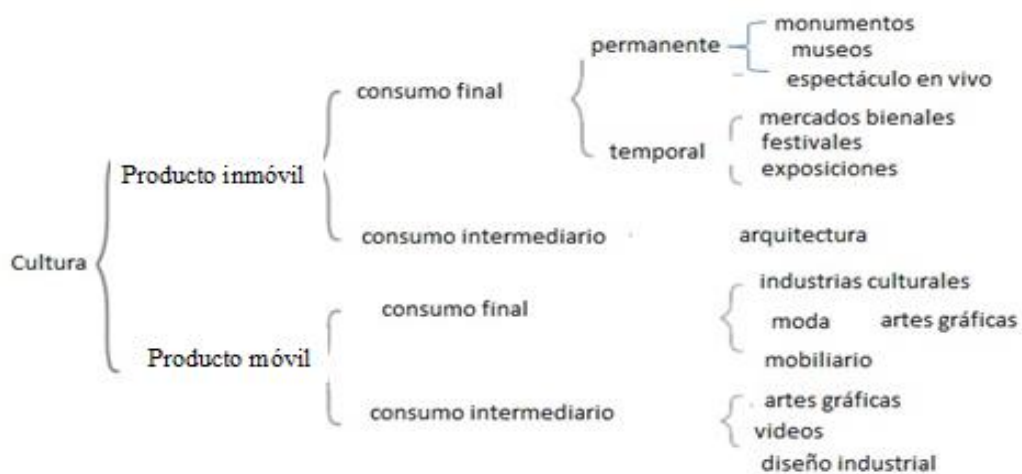 monumentos
permanente
museos
espectáculo en vivo
consumo final
mercados bienales
festivales
temporal
exposiciones
Producto inmóvil
consumo intermediario
arquitectura
Cultura
industrias culturales
consumo final
moda artes gráficas
Producto móvil
mobiliario
artes gráficas
consumo intermediario
videos
diseño industrial